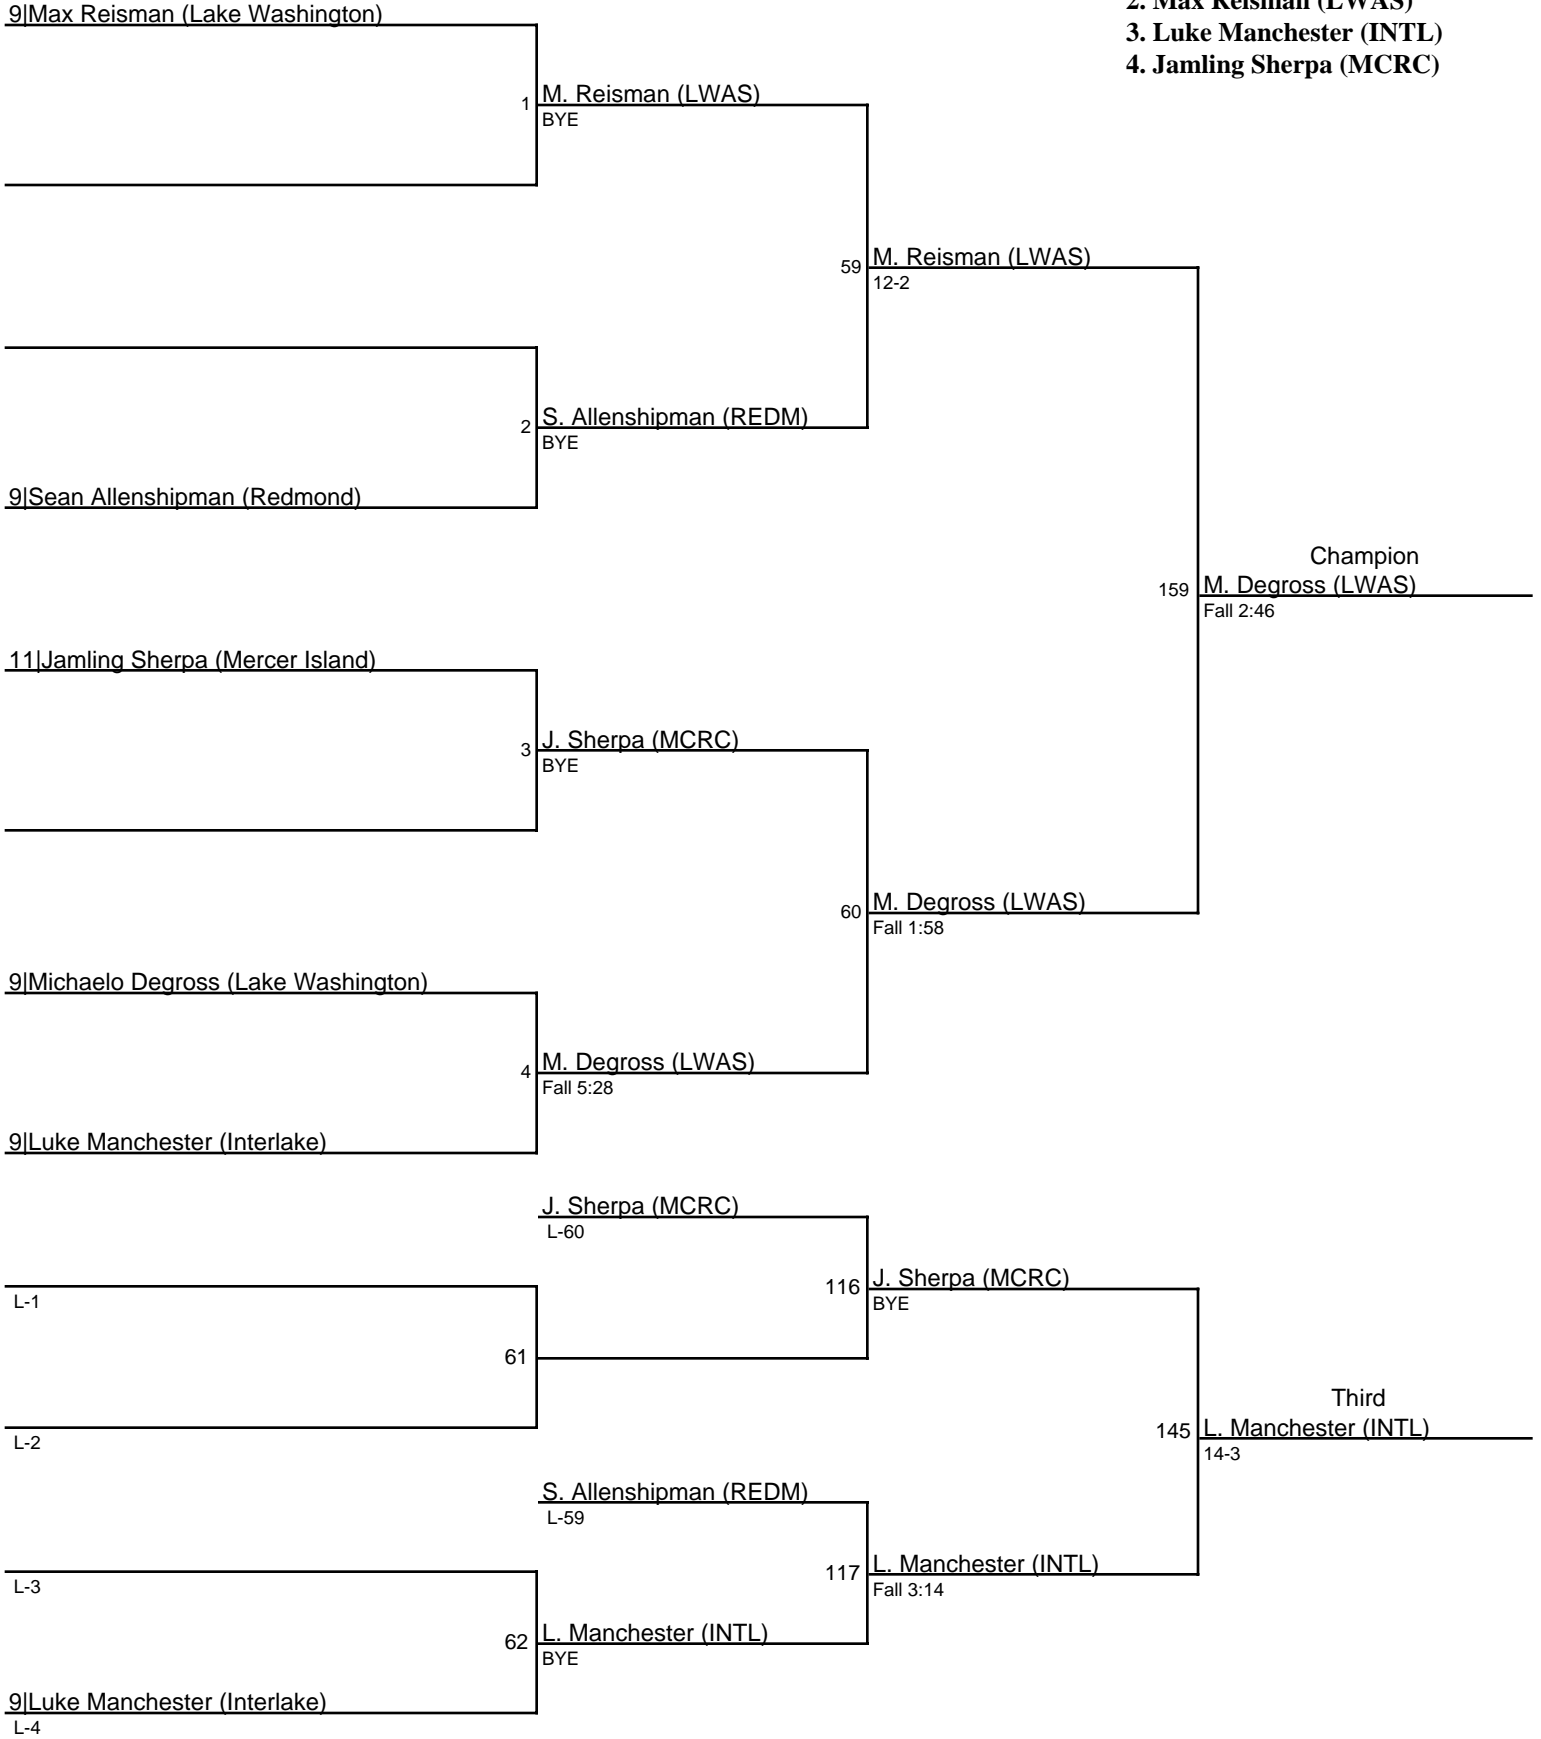 9|Max Reisman (Lake Washington)
2. Max Reisman (LWAS)
3. Luke Manchester (INTL)
4. Jamling Sherpa (MCRC)
1
M. Reisman (LWAS)
BYE
59
M. Reisman (LWAS)
12-2
2
S. Allenshipman (REDM)
BYE
9|Sean Allenshipman (Redmond)
Champion
159
M. Degross (LWAS)
Fall 2:46
11|Jamling Sherpa (Mercer Island)
3
J. Sherpa (MCRC)
BYE
60
M. Degross (LWAS)
Fall 1:58
9|Michaelo Degross (Lake Washington)
4
M. Degross (LWAS)
Fall 5:28
9|Luke Manchester (Interlake)
J. Sherpa (MCRC)
L-60
L-1
116
J. Sherpa (MCRC)
BYE
61
L-2
Third
145
L. Manchester (INTL)
14-3
S. Allenshipman (REDM)
L-59
L-3
117
L. Manchester (INTL)
Fall 3:14
62
L. Manchester (INTL)
BYE
9|Luke Manchester (Interlake)
L-4